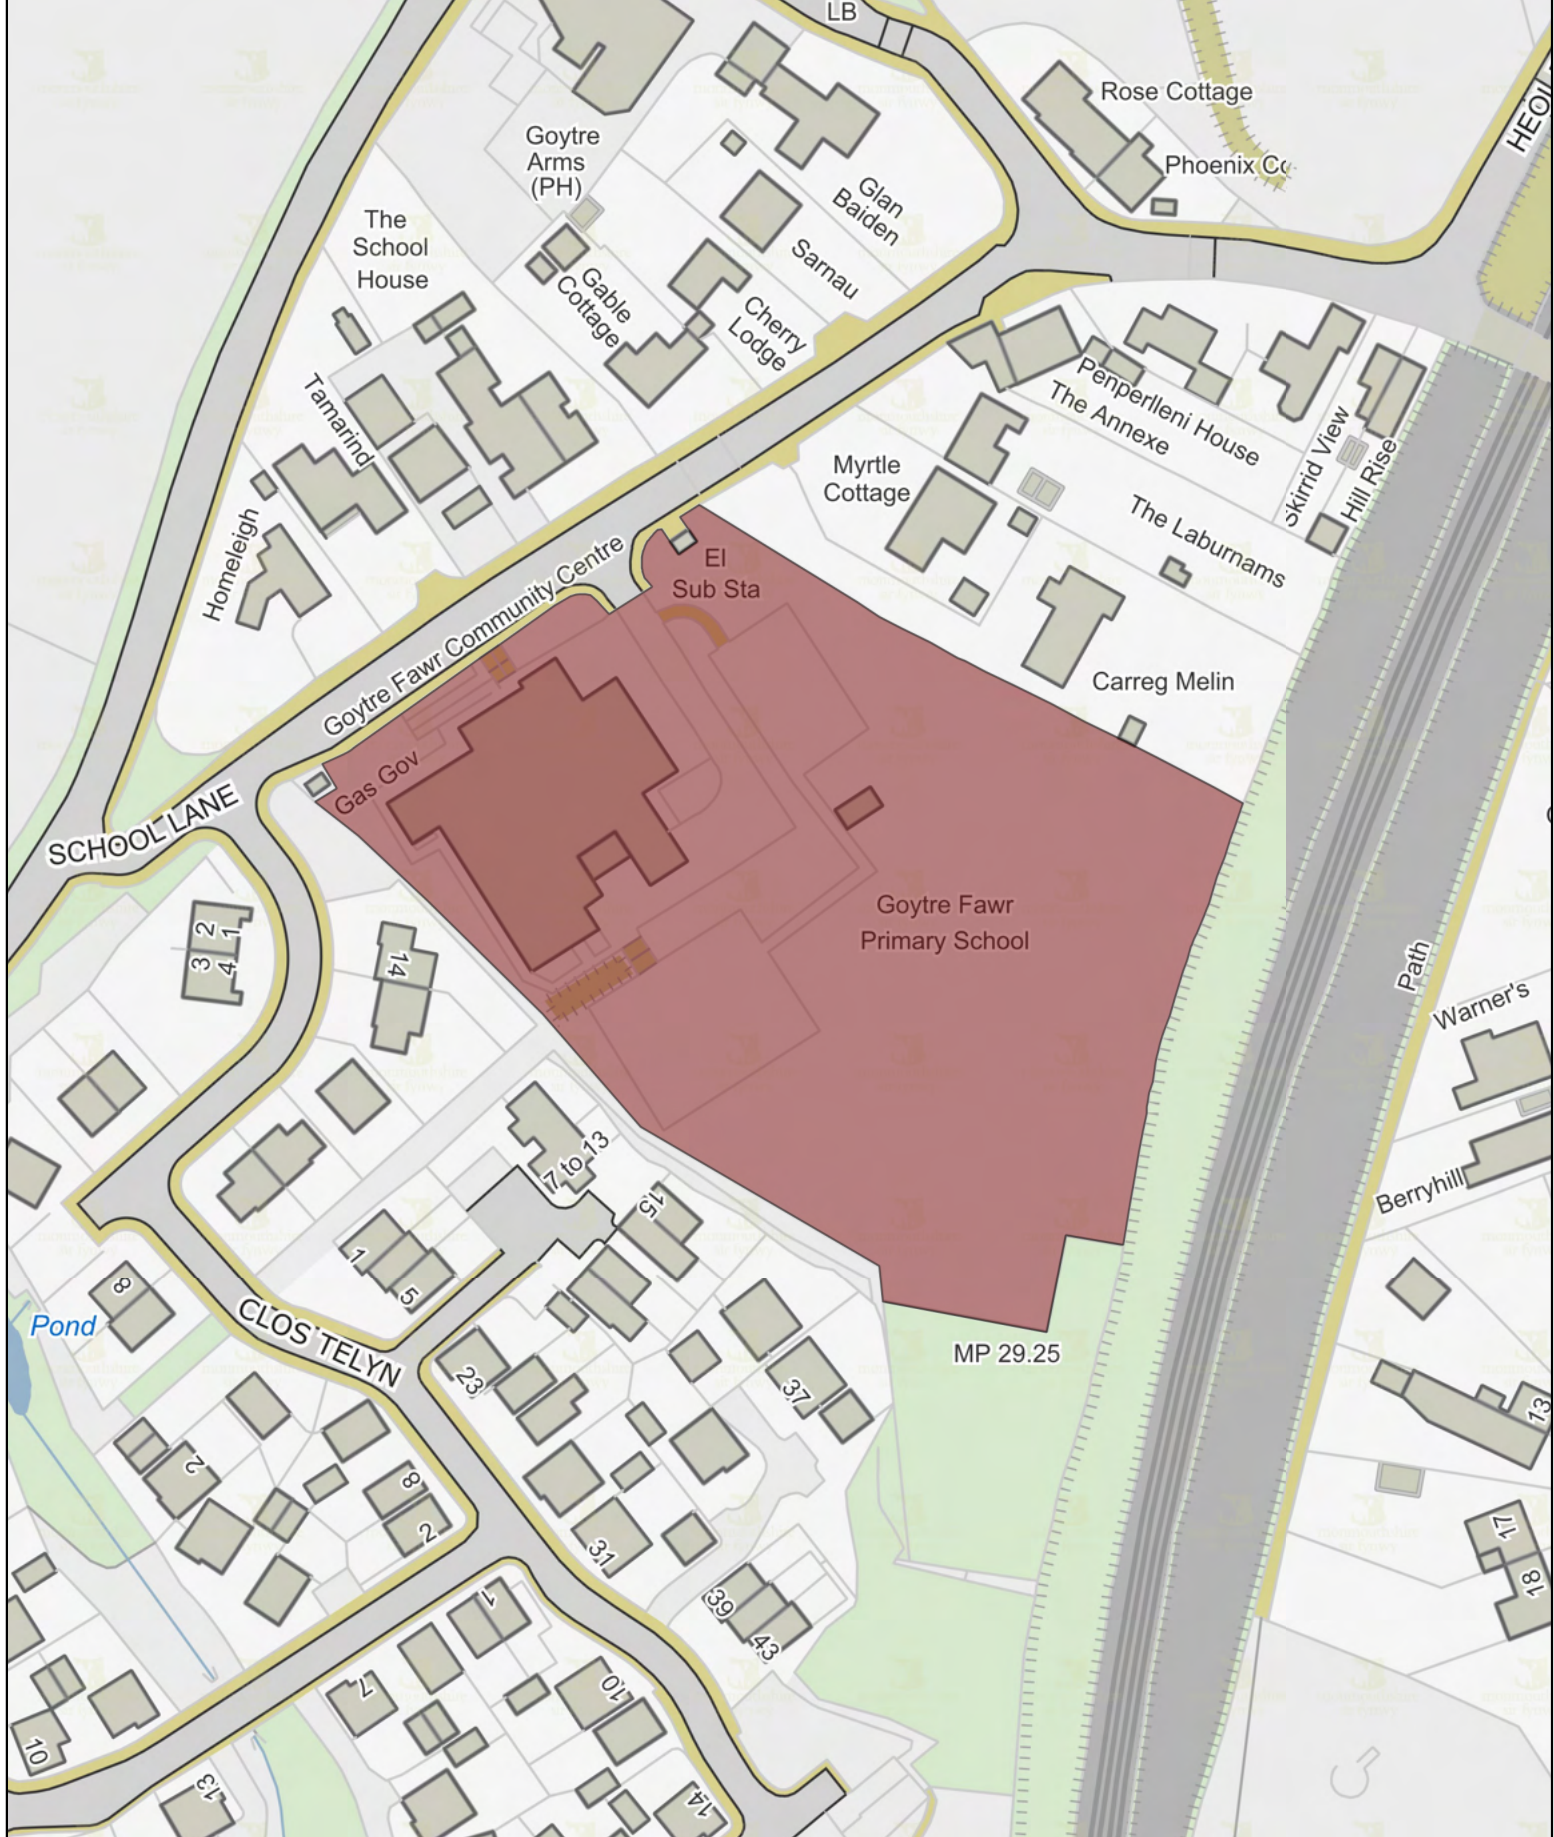 LB
Rose Cottage
HEOL
Goytre
Arms
(PH)
Phoenix Co
Glan
Baiden
The
School
House
Sarnau
Gable
Cottage
Cherry
Lodge
Tamarind
Penperlleni House
The Annexe
Skirrid View
Hill Rise
Myrtle
Cottage
The Laburnams
Homeleigh
El
Sub Sta
Goytre Fawr Community Centre
Carreg Melin
Gas Gov
SCHOOL LANE
Goytre Fawr
Primary School
2
1
3
4
14
Path
Warner's
7 to 13
15
Berryhill
1
5
8
Pond
CLOS TELYN
MP 29.25
23
37
13
2
8
2
31
17
18
39
43
1
7
10
10
13
14